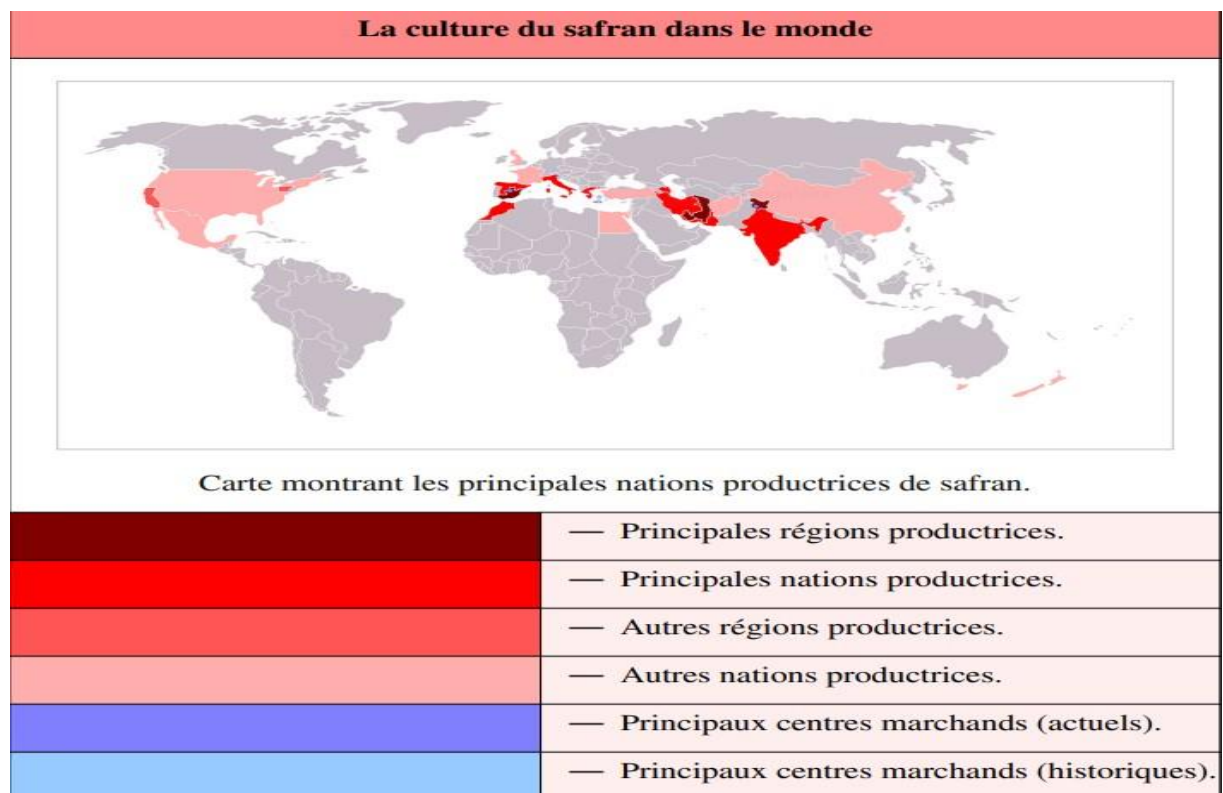 La culture du safran dans le monde
Carte montrant les principales nations productrices de safran.
— Principales régions productrices.
— Principales nations productrices.
— Autres régions productrices.
— Autres nations productrices.
— Principaux centres marchands (actuels).
— Principaux centres marchands (historiques).